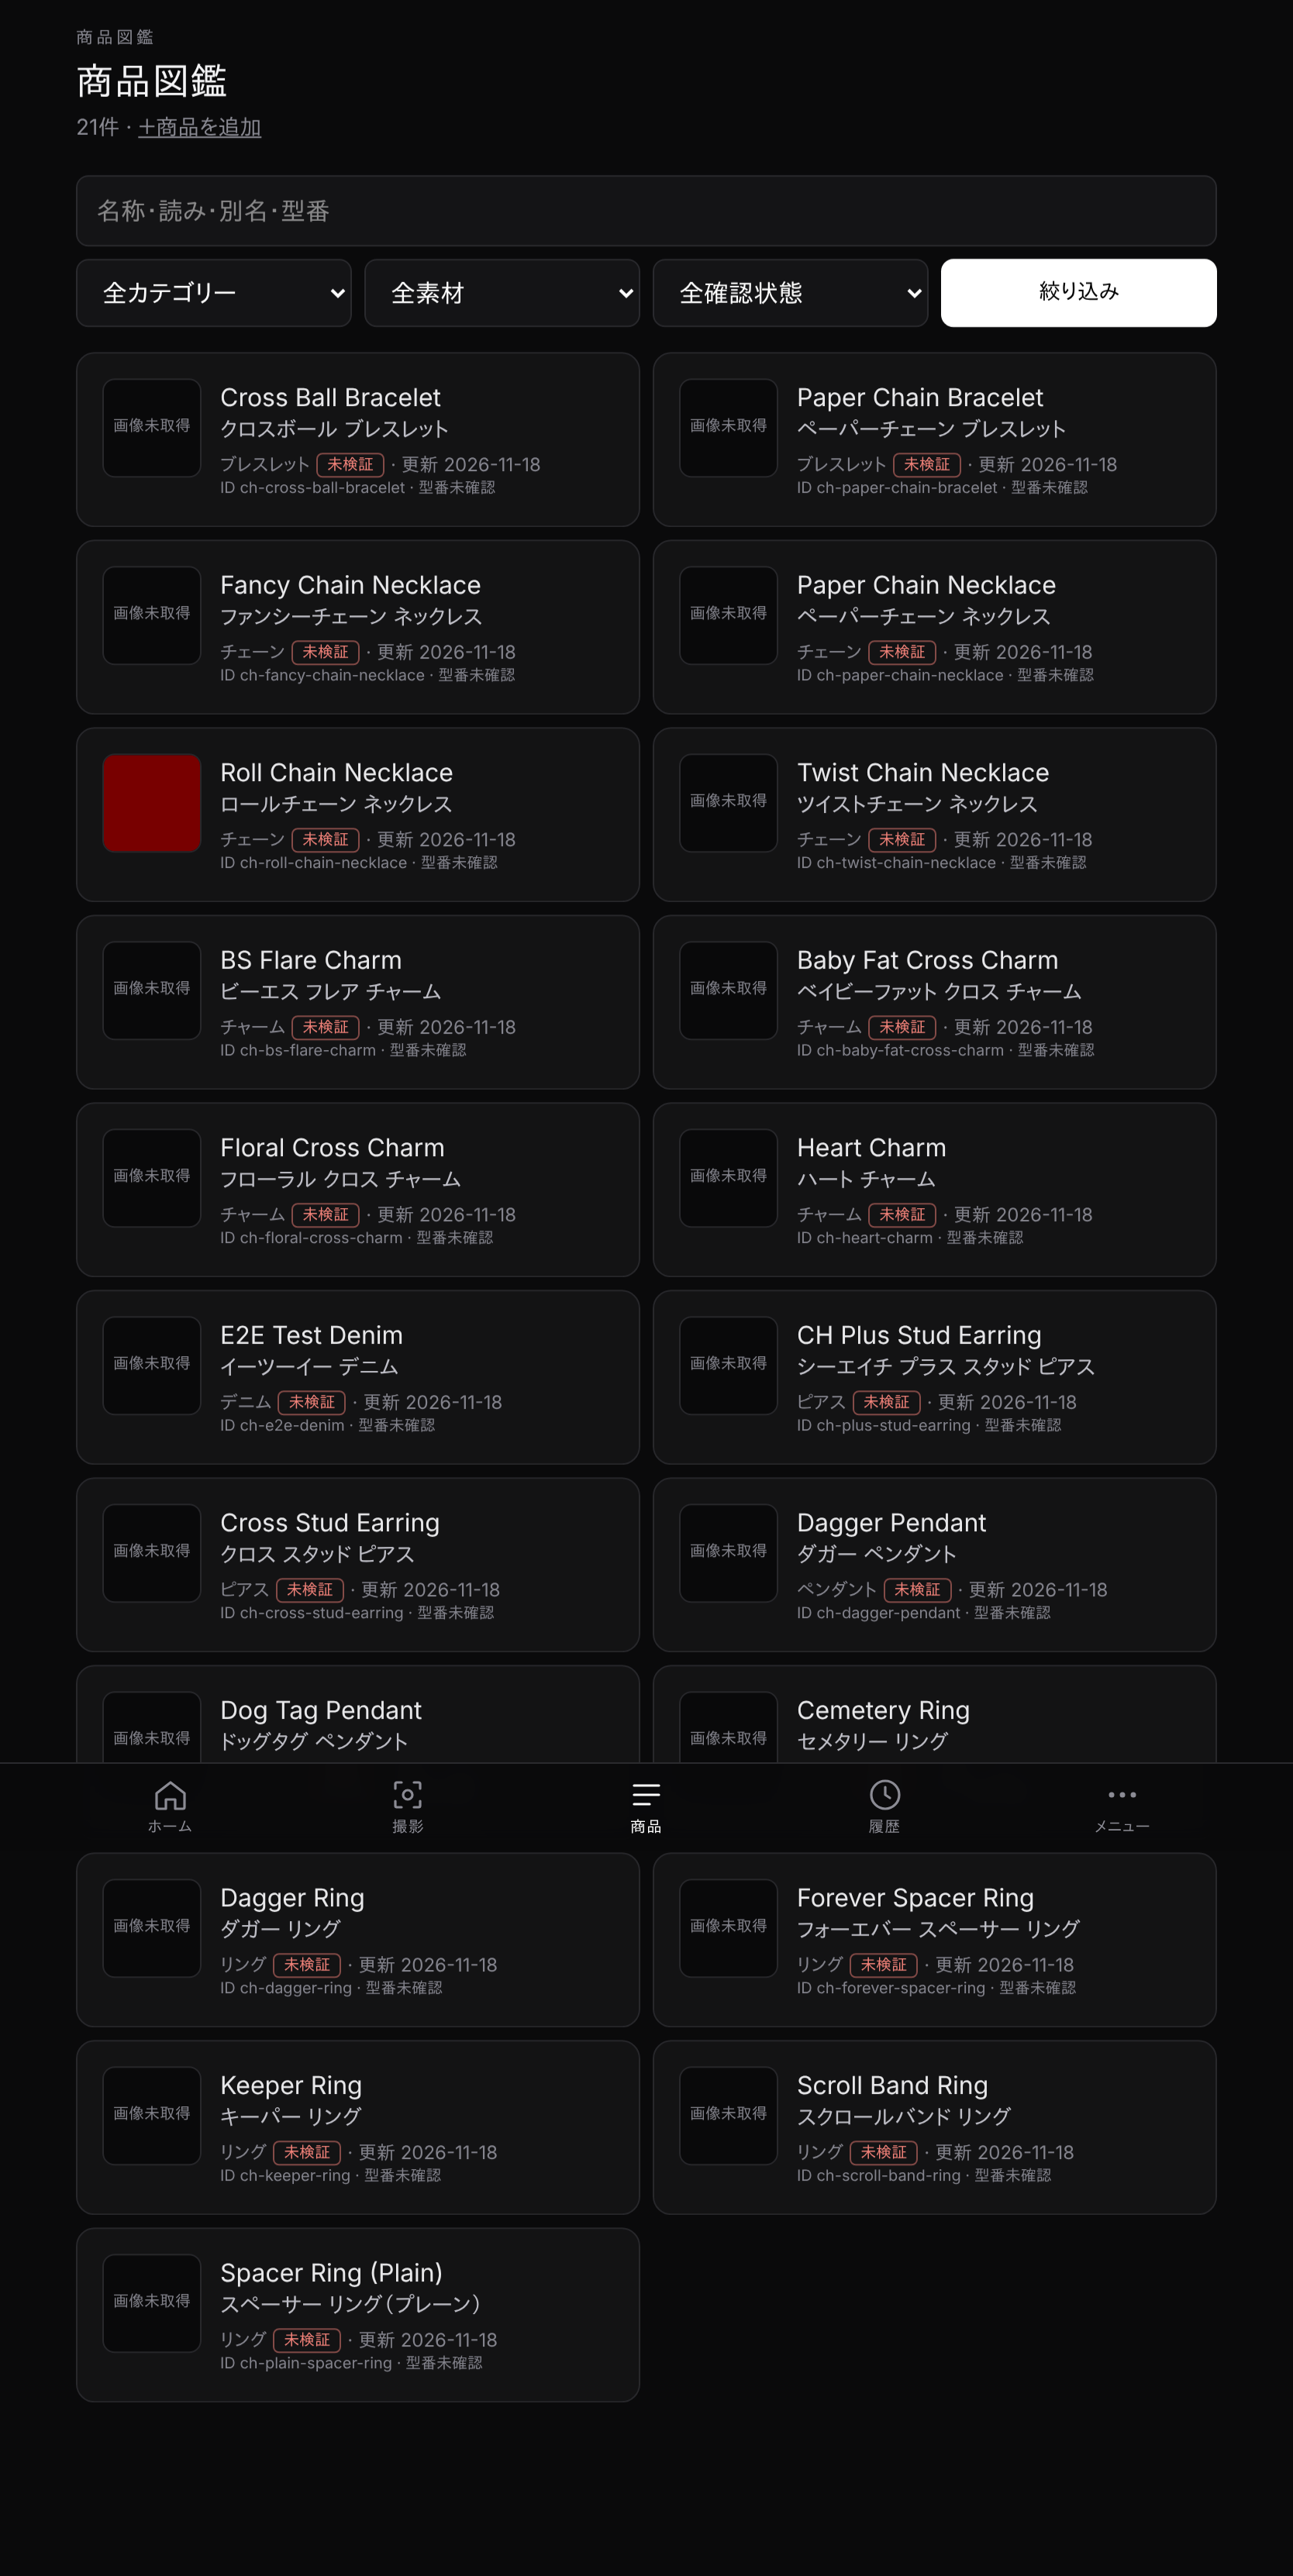 商品図鑑
商品図鑑
21件 · ＋商品を追加
名称･読み･別名･型番
全カテゴリー
全素材
全確認状態
絞り込み
画像未取得
Cross Ball Bracelet
クロスボール ブレスレット
ブレスレット 未検証 · 更新 2026-11-18
ID ch-cross-ball-bracelet · 型番未確認
画像未取得
Paper Chain Bracelet
ペーパーチェーン ブレスレット
ブレスレット 未検証 · 更新 2026-11-18
ID ch-paper-chain-bracelet · 型番未確認
画像未取得
Fancy Chain Necklace
ファンシーチェーン ネックレス
チェーン 未検証 · 更新 2026-11-18
ID ch-fancy-chain-necklace · 型番未確認
画像未取得
Paper Chain Necklace
ペーパーチェーン ネックレス
チェーン 未検証 · 更新 2026-11-18
ID ch-paper-chain-necklace · 型番未確認
Roll Chain Necklace
ロールチェーン ネックレス
チェーン 未検証 · 更新 2026-11-18
ID ch-roll-chain-necklace · 型番未確認
画像未取得
Twist Chain Necklace
ツイストチェーン ネックレス
チェーン 未検証 · 更新 2026-11-18
ID ch-twist-chain-necklace · 型番未確認
画像未取得
BS Flare Charm
ビーエス フレア チャーム
チャーム 未検証 · 更新 2026-11-18
ID ch-bs-flare-charm · 型番未確認
画像未取得
Baby Fat Cross Charm
ベイビーファット クロス チャーム
チャーム 未検証 · 更新 2026-11-18
ID ch-baby-fat-cross-charm · 型番未確認
画像未取得
Floral Cross Charm
フローラル クロス チャーム
チャーム 未検証 · 更新 2026-11-18
ID ch-floral-cross-charm · 型番未確認
画像未取得
Heart Charm
ハート チャーム
チャーム 未検証 · 更新 2026-11-18
ID ch-heart-charm · 型番未確認
画像未取得
E2E Test Denim
イーツーイー デニム
デニム 未検証 · 更新 2026-11-18
ID ch-e2e-denim · 型番未確認
画像未取得
CH Plus Stud Earring
シーエイチ プラス スタッド ピアス
ピアス 未検証 · 更新 2026-11-18
ID ch-plus-stud-earring · 型番未確認
画像未取得
Cross Stud Earring
クロス スタッド ピアス
ピアス 未検証 · 更新 2026-11-18
ID ch-cross-stud-earring · 型番未確認
画像未取得
Dagger Pendant
ダガー ペンダント
ペンダント 未検証 · 更新 2026-11-18
ID ch-dagger-pendant · 型番未確認
画像未取得
Dog Tag Pendant
ドッグタグ ペンダント
画像未取得
Cemetery Ring
セメタリー リング
ホーム
撮影
商品
履歴
メニュー
画像未取得
Dagger Ring
ダガー リング
リング 未検証 · 更新 2026-11-18
ID ch-dagger-ring · 型番未確認
画像未取得
Forever Spacer Ring
フォーエバー スペーサー リング
リング 未検証 · 更新 2026-11-18
ID ch-forever-spacer-ring · 型番未確認
画像未取得
Keeper Ring
キーパー リング
リング 未検証 · 更新 2026-11-18
ID ch-keeper-ring · 型番未確認
画像未取得
Scroll Band Ring
スクロールバンド リング
リング 未検証 · 更新 2026-11-18
ID ch-scroll-band-ring · 型番未確認
画像未取得
Spacer Ring (Plain)
スペーサー リング（プレーン）
リング 未検証 · 更新 2026-11-18
ID ch-plain-spacer-ring · 型番未確認